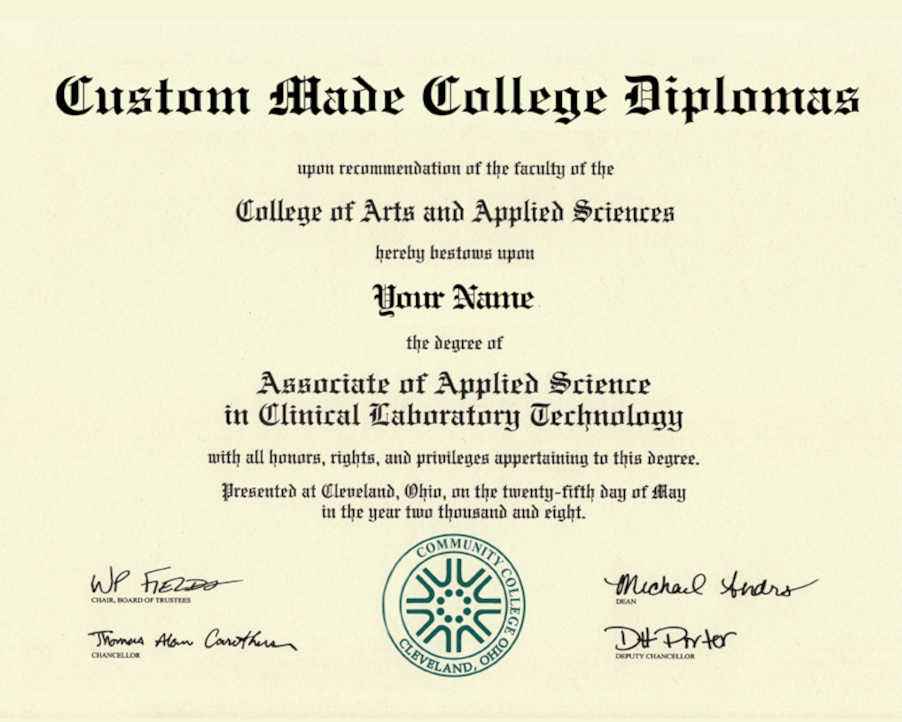 Custom Made College Diplomas
upon recommendation of the faculty of the
College of Arts and Applied Sciences
hereby bestows upon
Your Name
the degree of
Associate of Applied Science
in Clinical Laboratory Technology
with all honors, rights, and privileges appertaining to this degree.
Presented at Cleveland, Ohio, on the twenty-fifth day of May
in the year two thousand and eight.
WP Fields
CHAIR, BOARD OF TRUSTEES
Thomas Alan Carothers
CHANCELLOR
COMMUNITY COLLEGE
CLEVELAND, OHIO
Michael Andrs
DEAN
DH Porter
DEPUTY CHANCELLOR